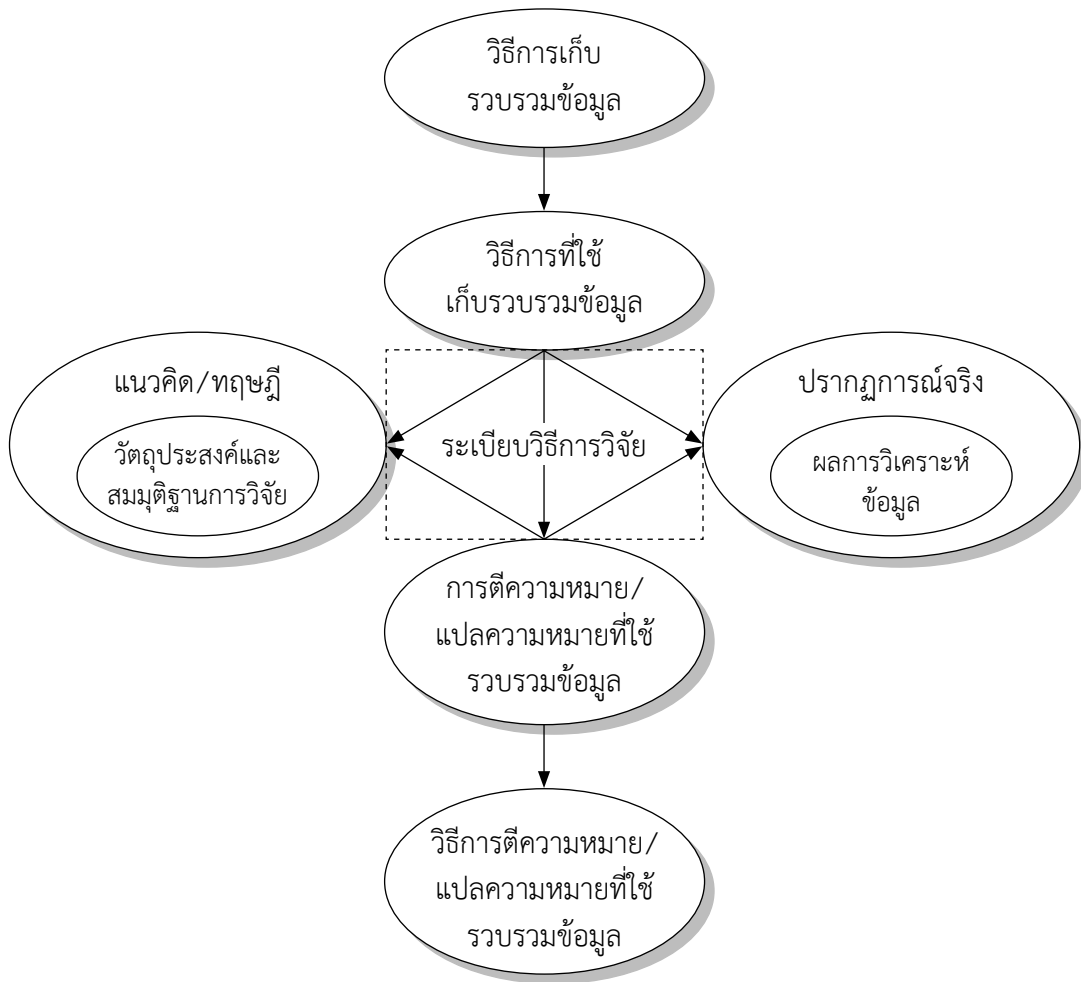 วิธีการเก็บ
รวบรวมข้อมูล
วิธีการที่ใช้
เก็บรวบรวมข้อมูล
แนวคิด/ทฤษฎี
วัตถุประสงค์และ
สมมุติฐานการวิจัย
ระเบียบวิธีการวิจัย
ปรากฏการณ์จริง
ผลการวิเคราะห์
ข้อมูล
การตีความหมาย/
แปลความหมายที่ใช้
รวบรวมข้อมูล
วิธีการตีความหมาย/
แปลความหมายที่ใช้
รวบรวมข้อมูล